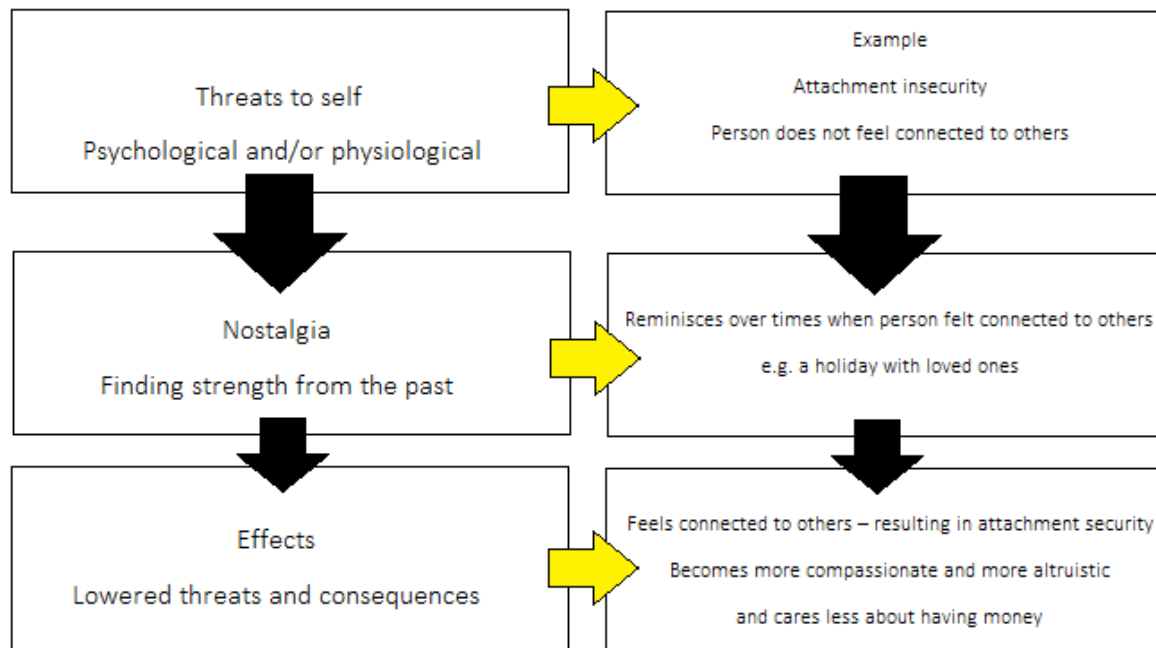 Threats to self
Psychological and/or physiological
Example
Attachment insecurity
Person does not feel connected to others
Nostalgia
Finding strength from the past
Reminisces over times when person felt connected to others
e.g. a holiday with loved ones
Effects
Lowered threats and consequences
Feels connected to others – resulting in attachment security
Becomes more compassionate and more altruistic
and cares less about having money